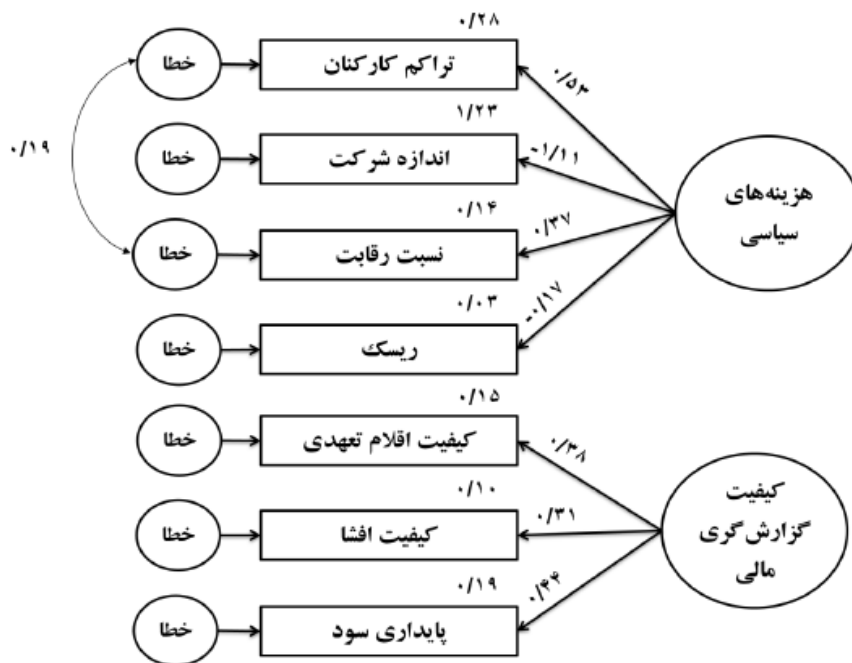 ۰/۲۸
خطا
تراکم کارکنان
۰/۵۳
۰/۱۹
۱/۲۳
خطا
اندازه شرکت
-۱/۱۱
هزینه‌های
سیاسی
۰/۱۴
خطا
نسبت رقابت
۰/۳۷
۰/۰۳
خطا
ریسک
-۰/۱۷
۰/۱۵
خطا
کیفیت اقلام تعهدی
۰/۳۸
۰/۱۰
خطا
کیفیت افشا
۰/۳۱
کیفیت
گزارش‌گری
مالی
۰/۱۹
خطا
پایداری سود
۰/۴۴